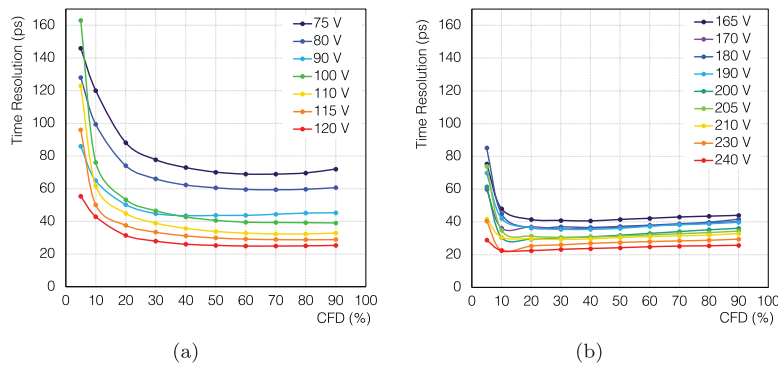 Time Resolution (ps)
160
140
120
100
80
60
40
20
0
0 10 20 30 40 50 60 70 80 90 100
CFD (%)
75 V
80 V
90 V
100 V
110 V
115 V
120 V
(a)
Time Resolution (ps)
160
140
120
100
80
60
40
20
0
0 10 20 30 40 50 60 70 80 90 100
CFD (%)
165 V
170 V
180 V
190 V
200 V
205 V
210 V
230 V
240 V
(b)